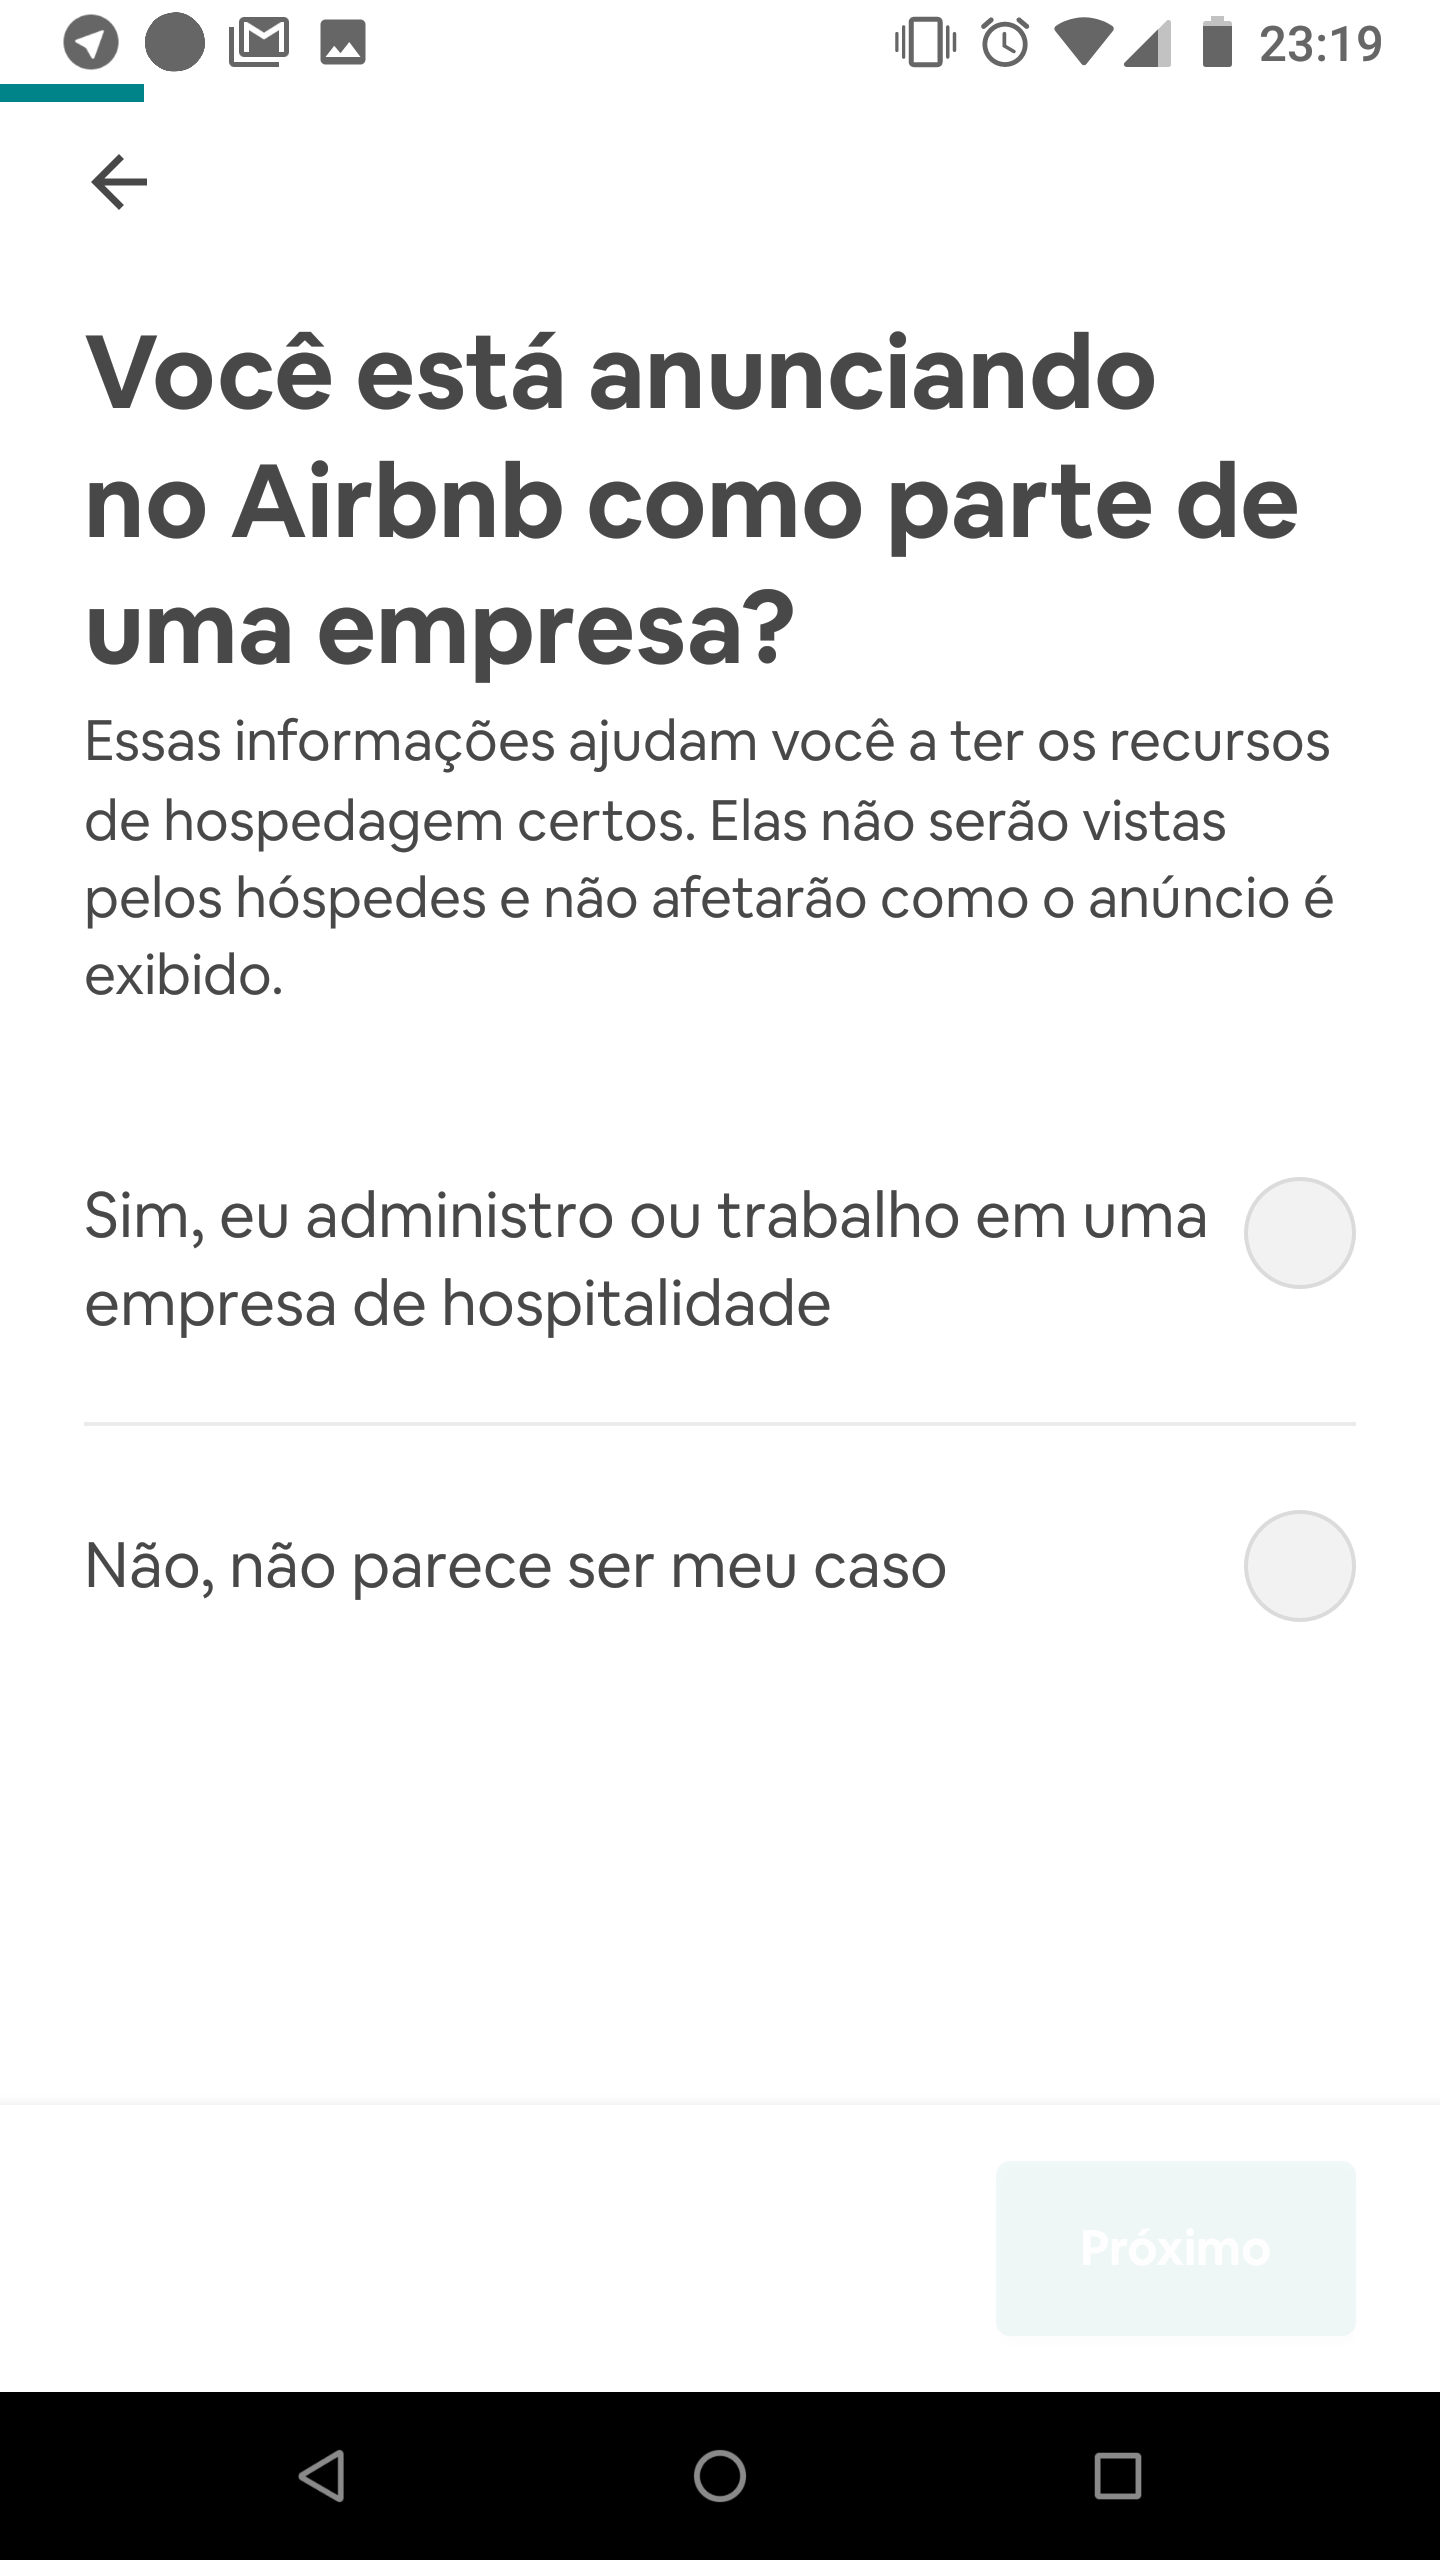 23:19
Você está anunciando
no Airbnb como parte de
uma empresa?
Essas informações ajudam você a ter os recursos
de hospedagem certos. Elas não serão vistas
pelos hóspedes e não afetarão como o anúncio é
exibido.
Sim, eu administro ou trabalho em uma
empresa de hospitalidade
Não, não parece ser meu caso
Próximo